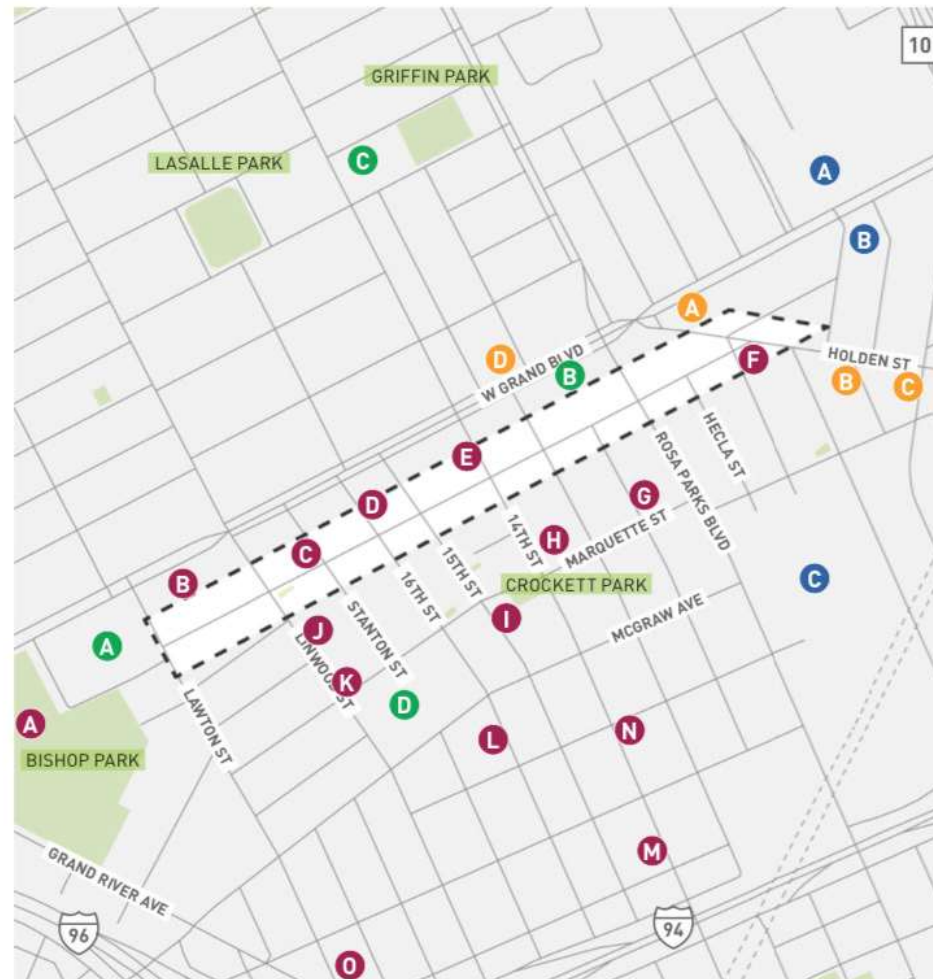 10
GRIFFIN PARK
LASALLE PARK
C
A
B
A
D
W GRAND BLVD
B
F
HOLDEN ST
B
C
E
D
C
B
A
HECLA ST
ROSA PARKS BLVD
G
H
MARQUETTE ST
14TH ST
15TH ST
16TH ST
CROCKETT PARK
C
MCGRAW AVE
I
J
STANTON ST
LINWOOD ST
K
D
LAWTON ST
A
BISHOP PARK
L
N
M
GRAND RIVER AVE
96
94
O